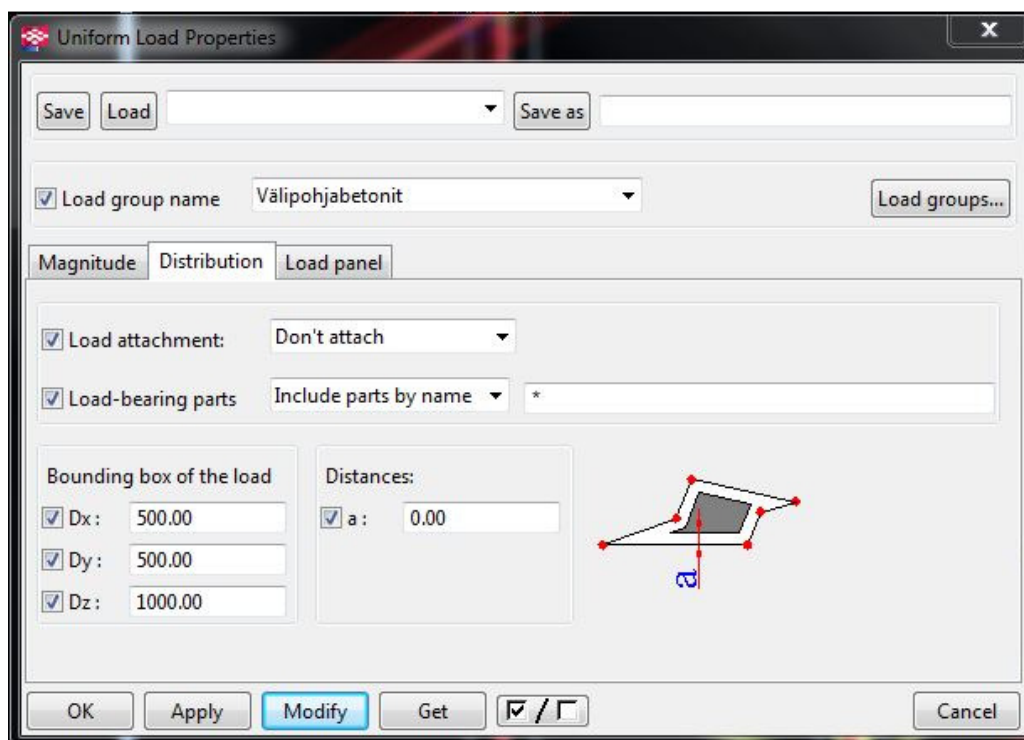 Uniform Load Properties
Save Load Save as
Load group name Välipohjabetonit Load groups...
Magnitude Distribution Load panel
Load attachment: Don't attach
Load-bearing parts Include parts by name *
Bounding box of the load Distances:
Dx : 500.00 a : 0.00
Dy : 500.00
Dz : 1000.00
a
OK Apply Modify Get / Cancel